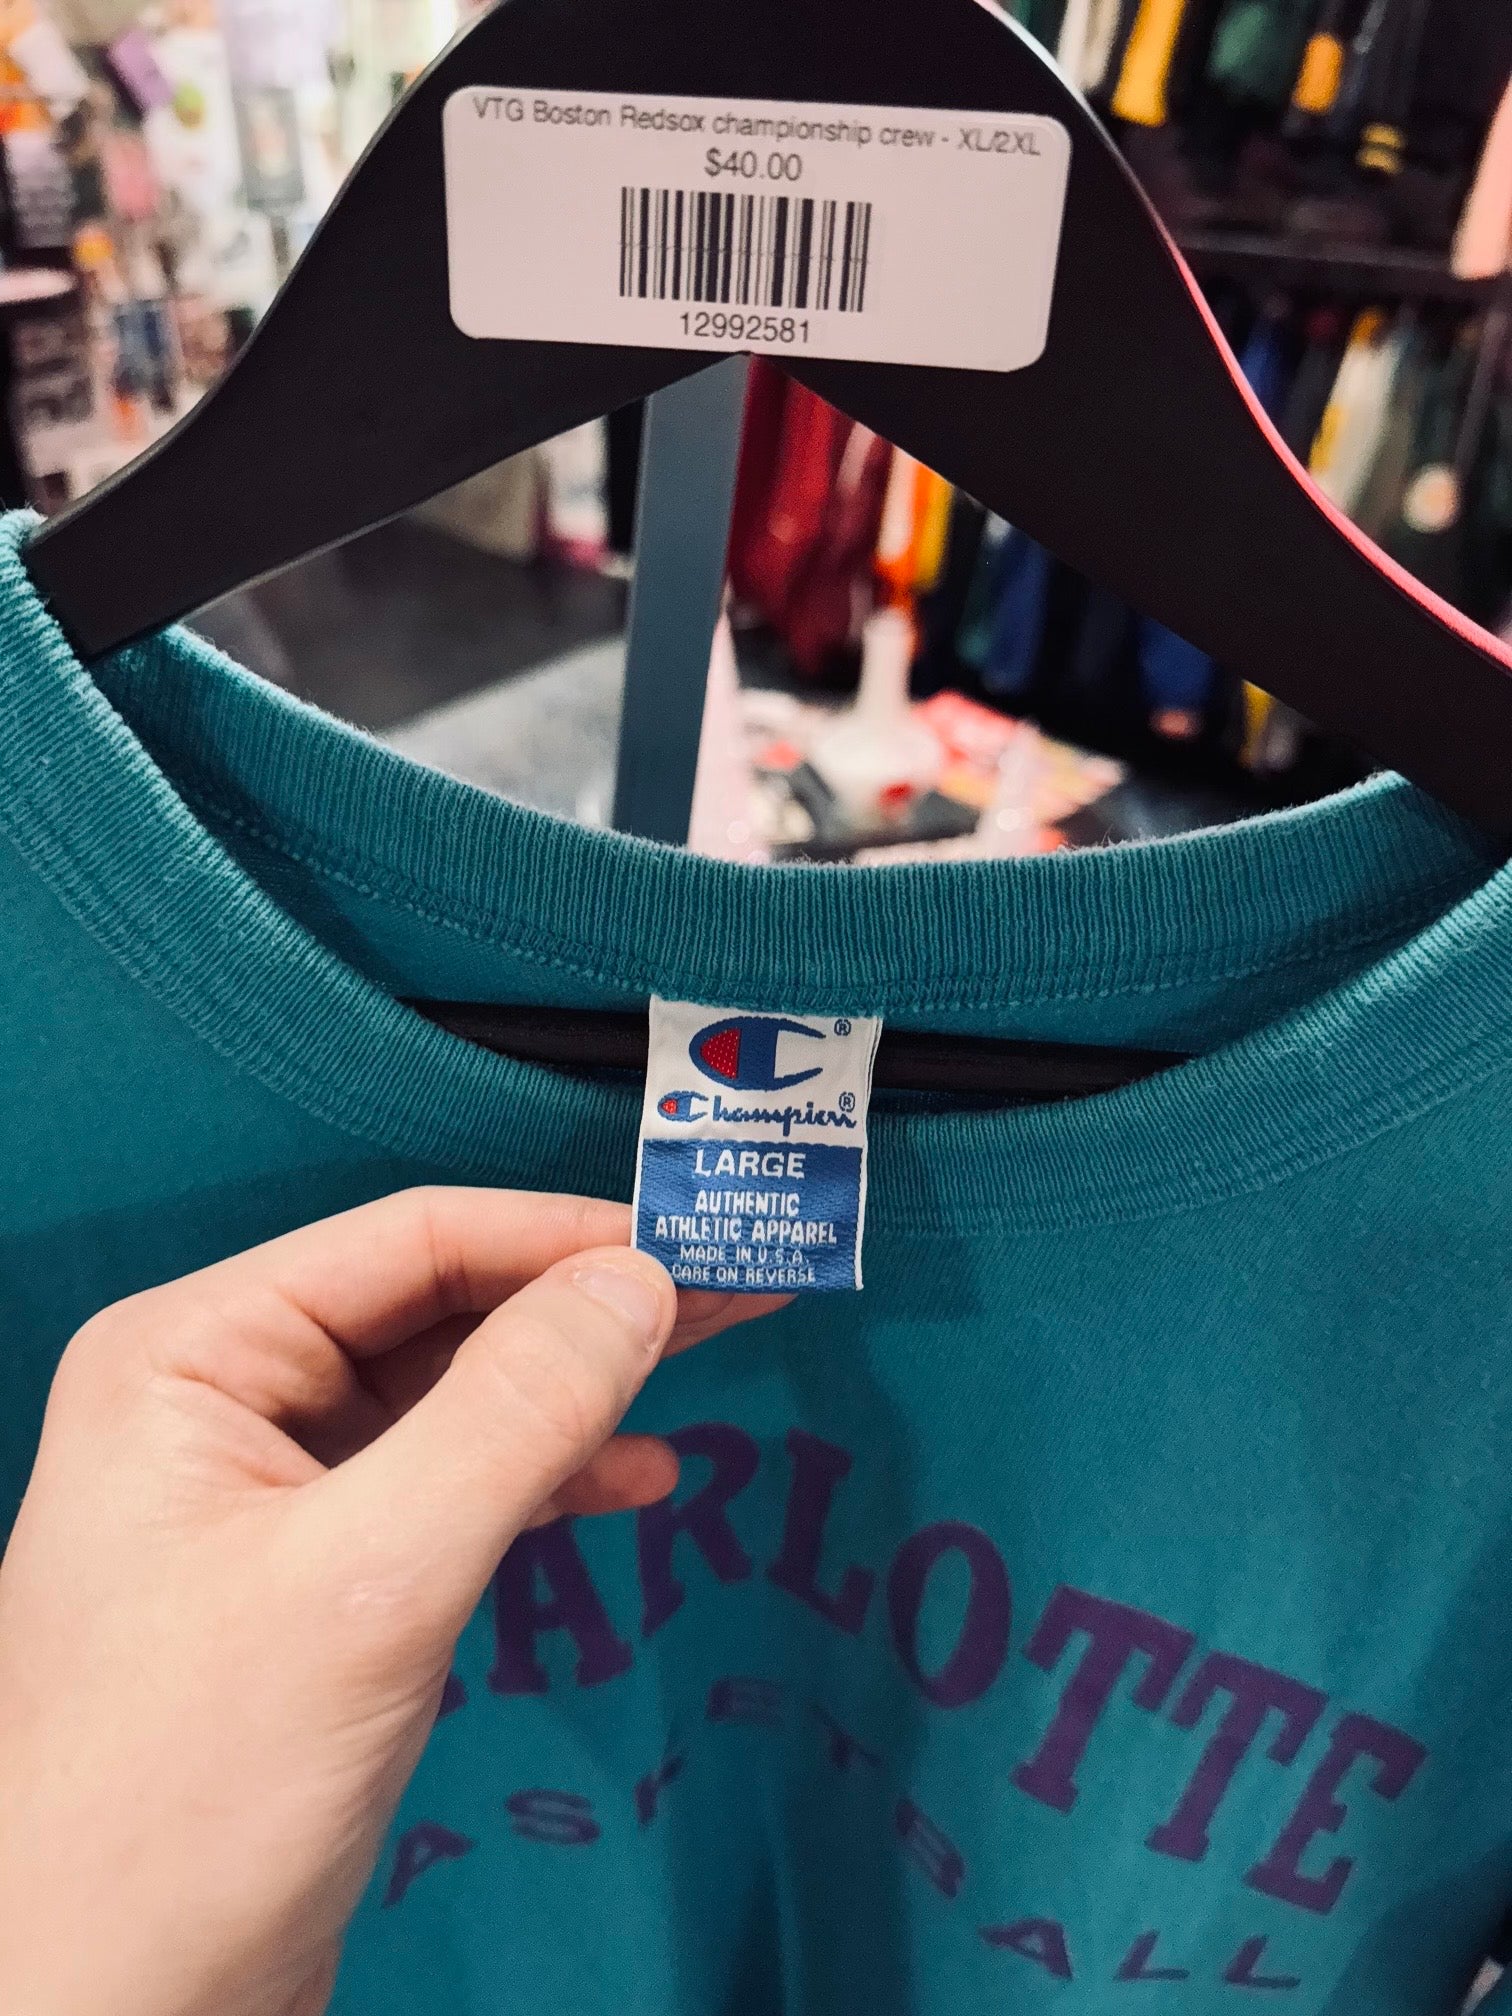 VTG Boston Redsox championship crew - XL/2XL
$40.00
12992581
®
Champion®
LARGE
AUTHENTIC
ATHLETIC APPAREL
MADE IN U.S.A.
CARE ON REVERSE
ARLOTTE
ASKETBALL